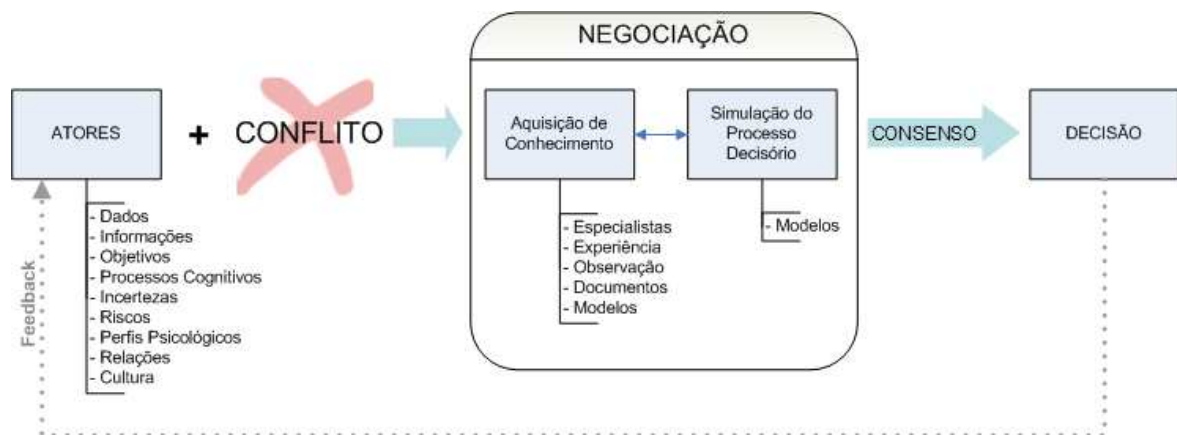 NEGOCIAÇÃO
ATORES
+
CONFLITO
Aquisição de
Conhecimento
Simulação do
Processo
Decisório
CONSENSO
DECISÃO
- Dados
- Informações
- Objetivos
- Processos Cognitivos
- Incertezas
- Riscos
- Perfis Psicológicos
- Relações
- Cultura
- Especialistas
- Experiência
- Observação
- Documentos
- Modelos
- Modelos
Feedback